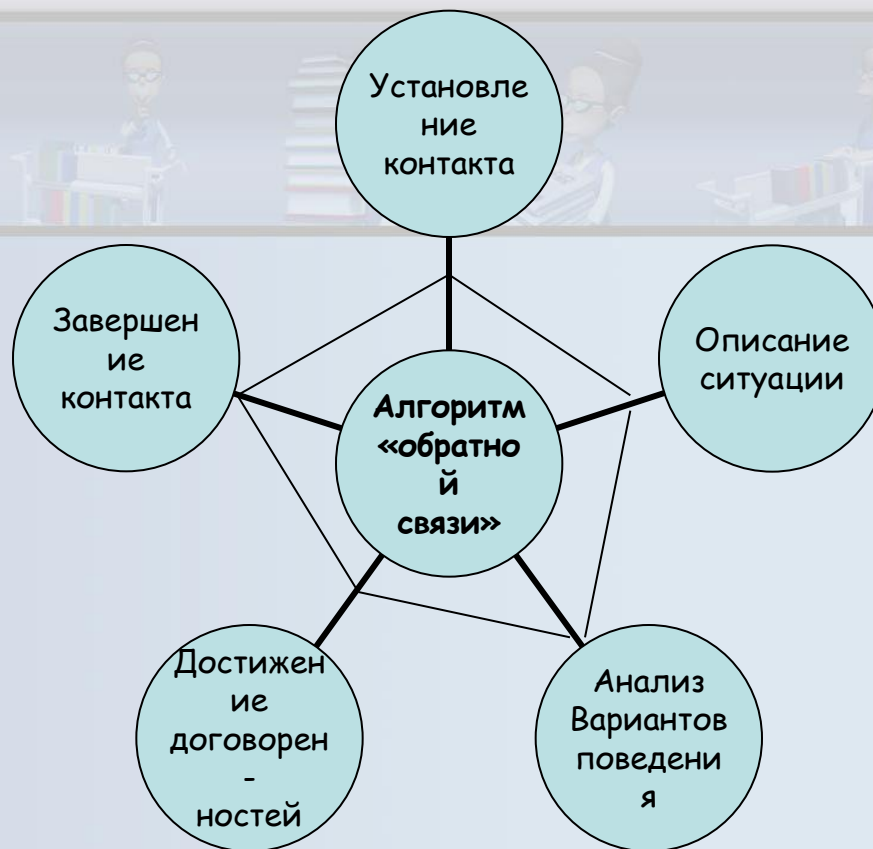 Установле
ние
контакта
Завершен
ие
контакта
Описание
ситуации
Алгоритм
«обратно
й
связи»
Достижен
ие
договорен
-
ностей
Анализ
Вариантов
поведени
я